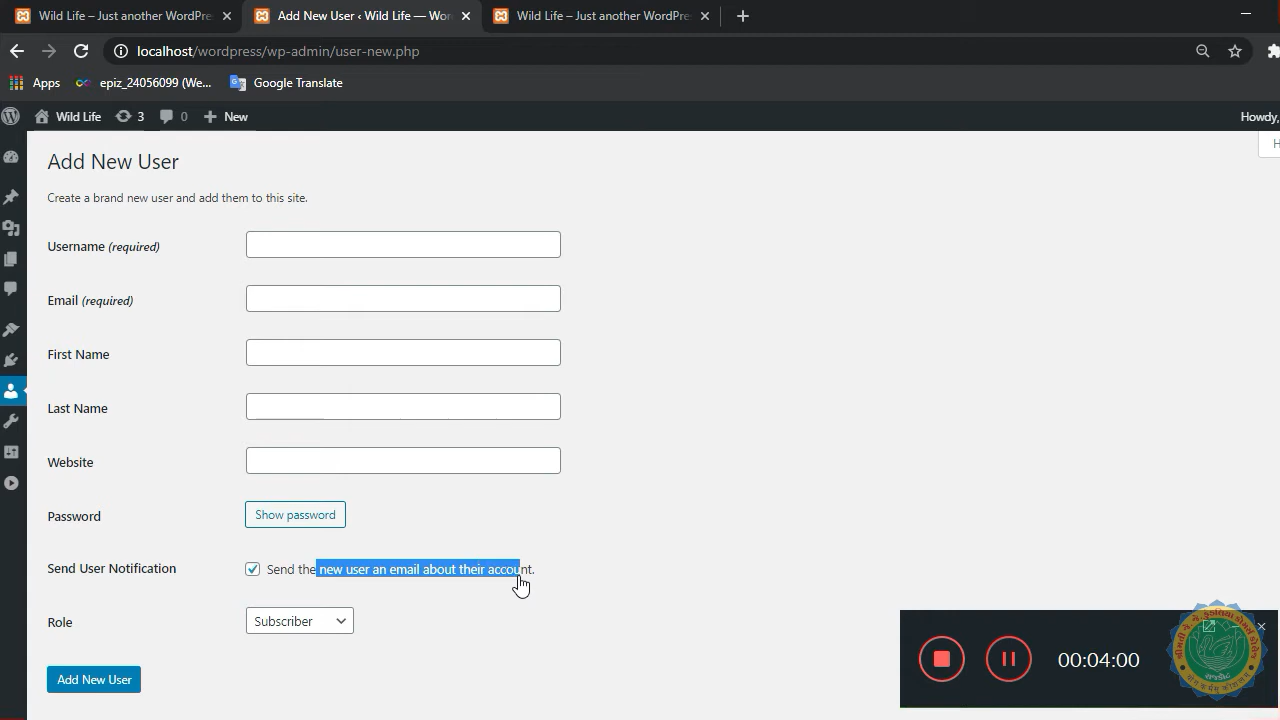 Wild Life – Just another WordPre
Add New User ‹ Wild Life — Wor
Wild Life – Just another WordPre
localhost/wordpress/wp-admin/user-new.php
Apps
epiz_24056099 (We...
Google Translate
Wild Life
3
0
New
Howdy,
H
Add New User
Create a brand new user and add them to this site.
Username (required)
Email (required)
First Name
Last Name
Website
Password
Show password
Send User Notification
Send the new user an email about their account.
Role
Subscriber
Add New User
00:04:00